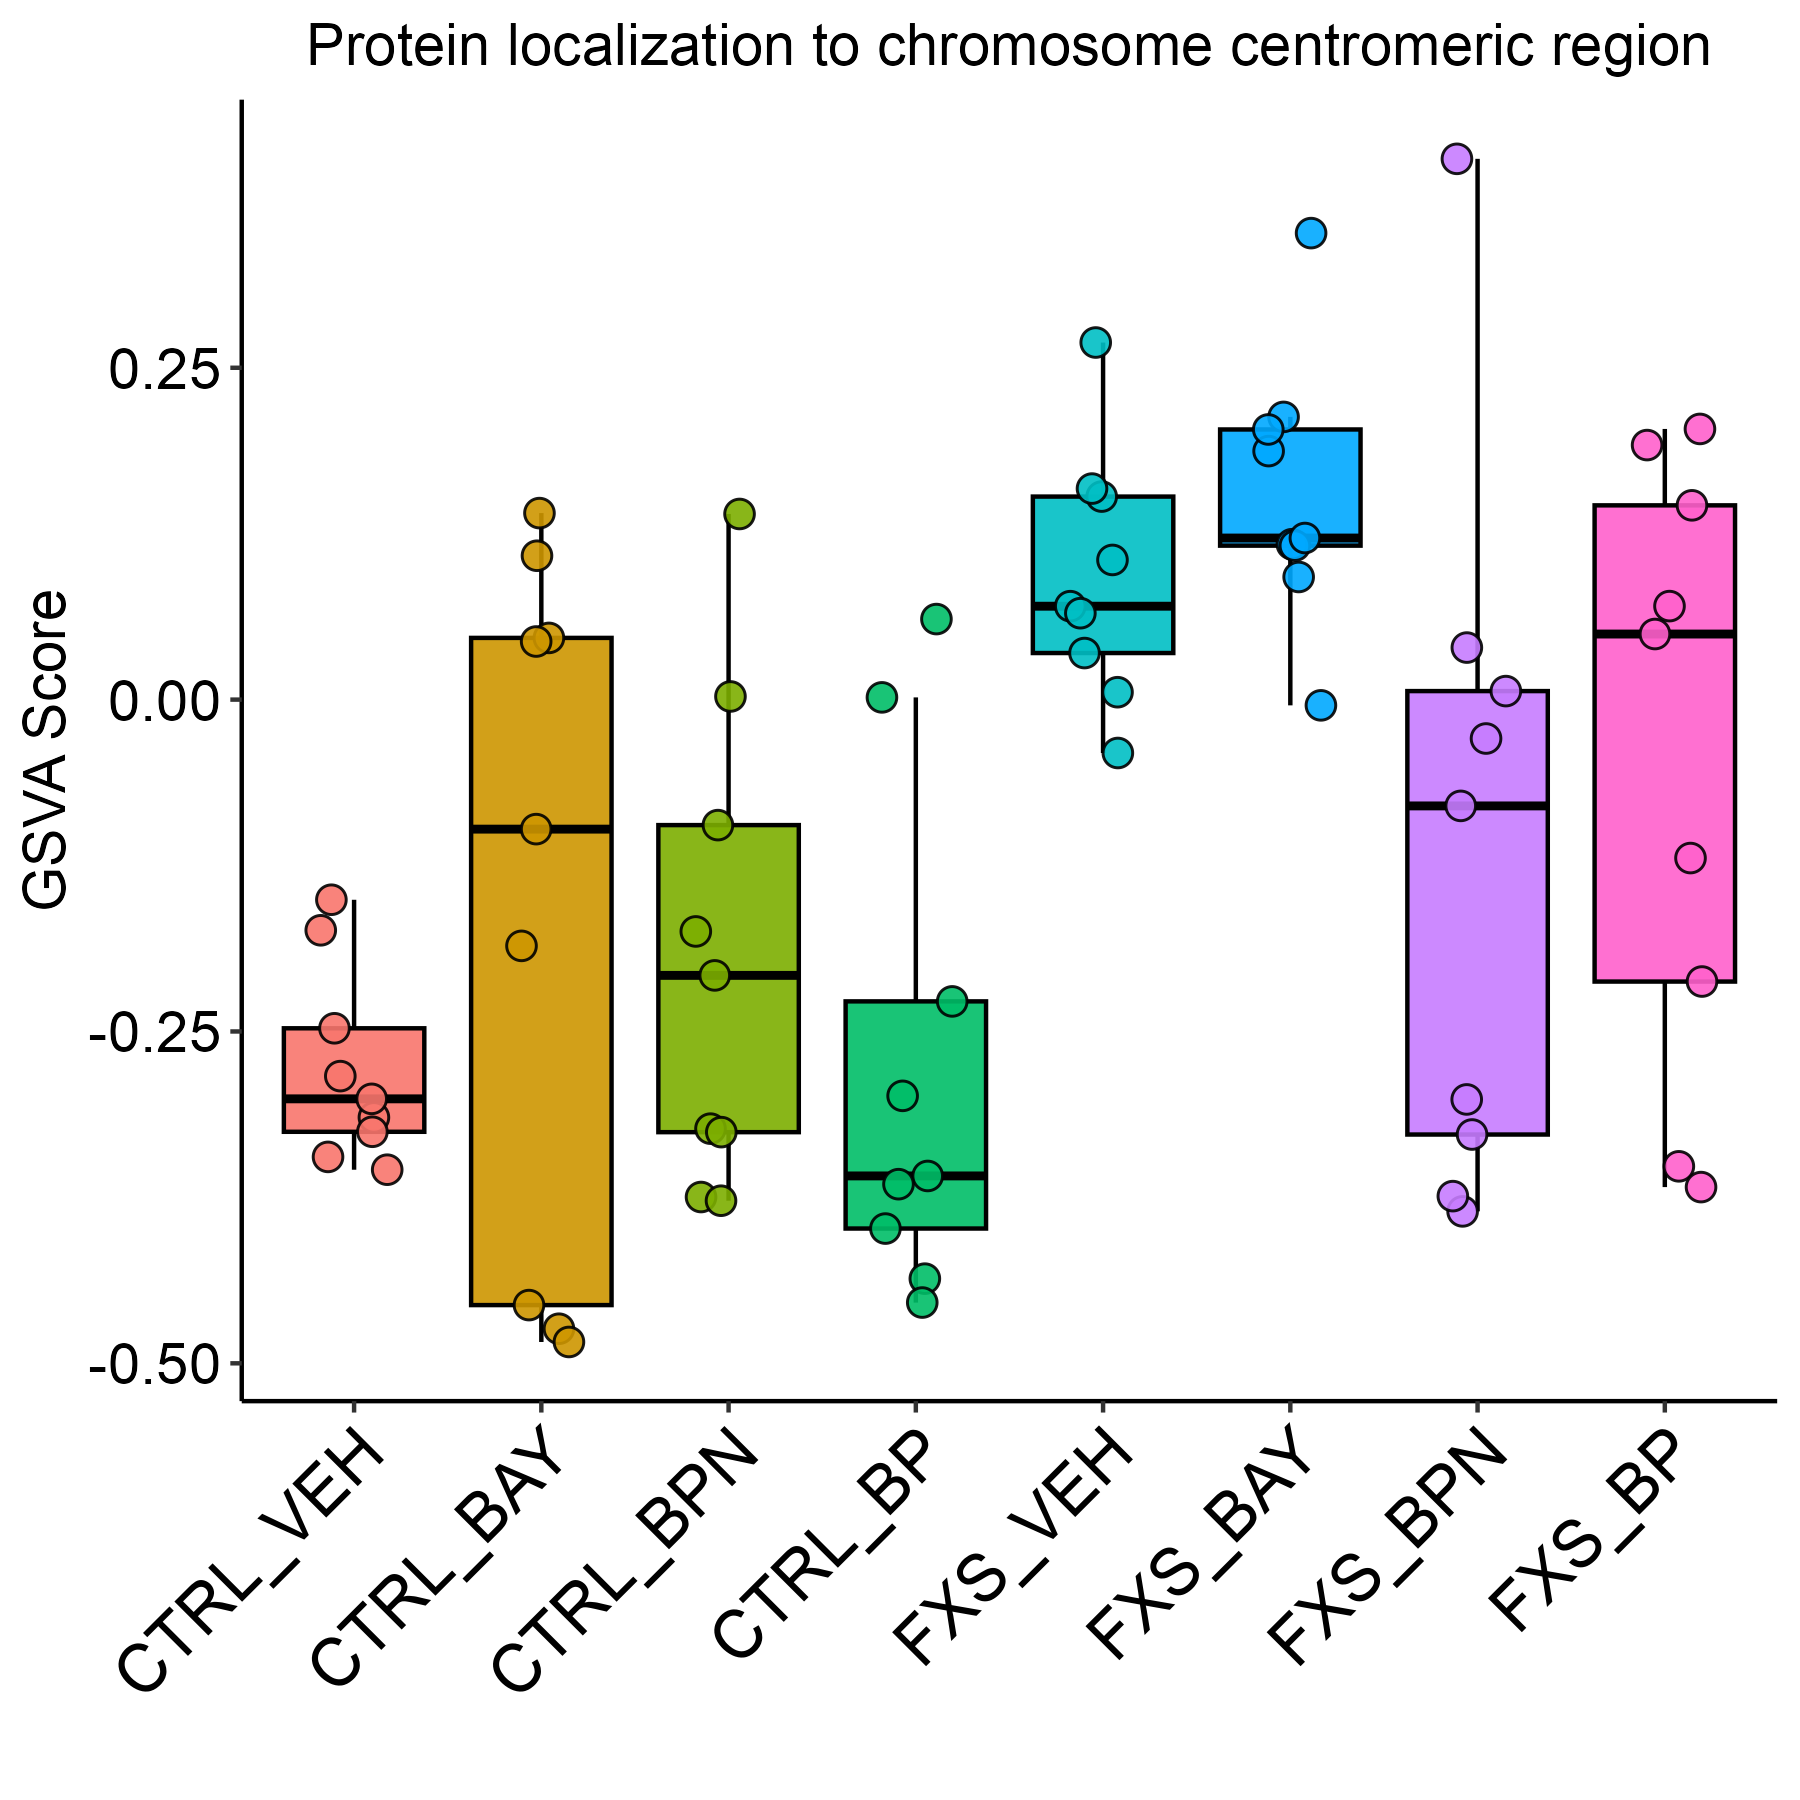 Protein localization to chromosome centromeric region
GSVA Score
0.25
0.00
-0.25
-0.50
CTRL_VEH
CTRL_BAY
CTRL_BPN
CTRL_BP
FXS_VEH
FXS_BAY
FXS_BPN
FXS_BP